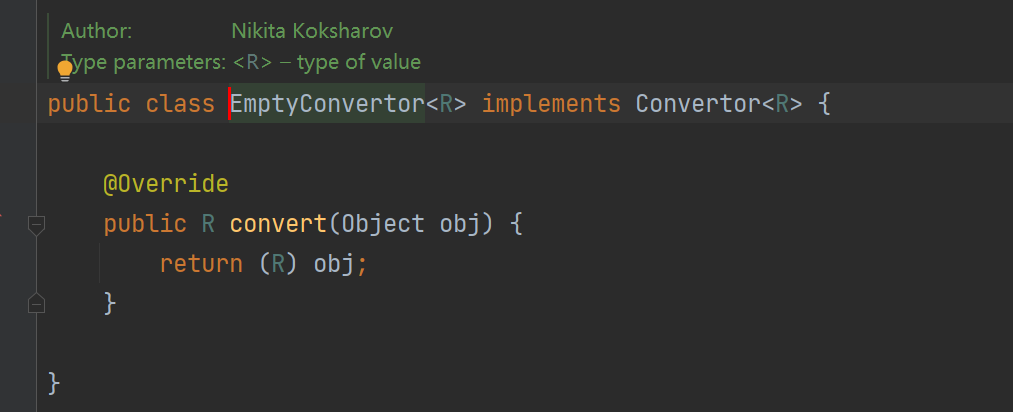 Author: Nikita Koksharov
Type parameters: <R> – type of value
public class EmptyConvertor<R> implements Convertor<R> {
@Override
public R convert(Object obj) {
return (R) obj;
}
}